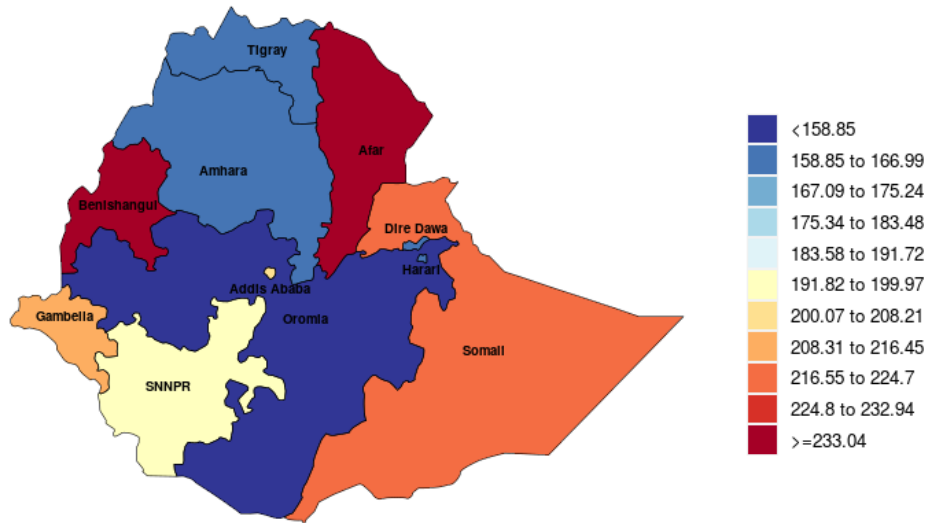 Tigray
Afar
Amhara
Benishangul
Dire Dawa
Harari
Addis Ababa
Gambella
Oromia
Somali
SNNPR
<158.85
158.85 to 166.99
167.09 to 175.24
175.34 to 183.48
183.58 to 191.72
191.82 to 199.97
200.07 to 208.21
208.31 to 216.45
216.55 to 224.7
224.8 to 232.94
>=233.04